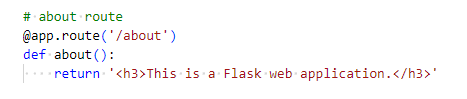 # about route
@app.route('/about')
def about():
    return '<h3>This is a Flask web application.</h3>'